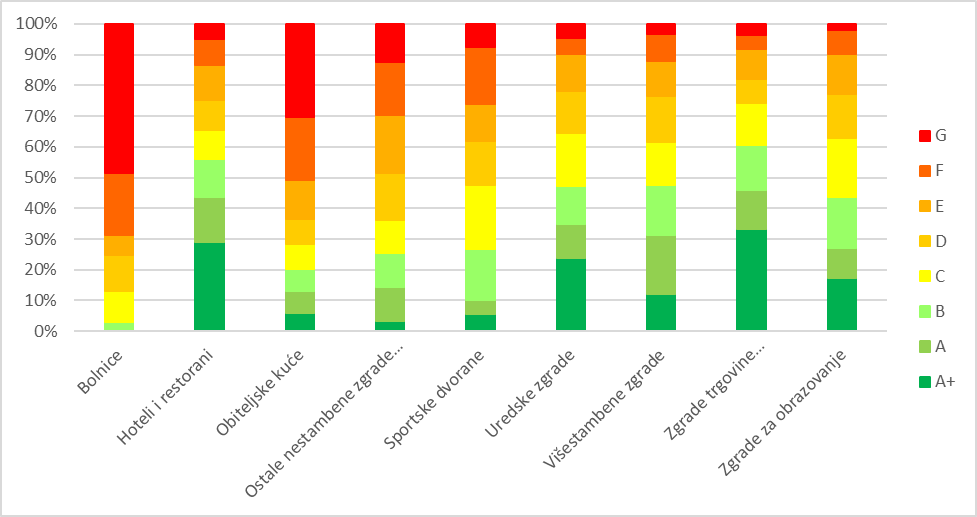 100%
90%
80%
70%
60%
50%
40%
30%
20%
10%
0%
Bolnice
Hoteli i restorani
Obiteljske kuće
Ostale nestambene zgrade...
Sportske dvorane
Uredske zgrade
Višestambene zgrade
Zgrade trgovine...
Zgrade za obrazovanje
G
F
E
D
C
B
A
A+